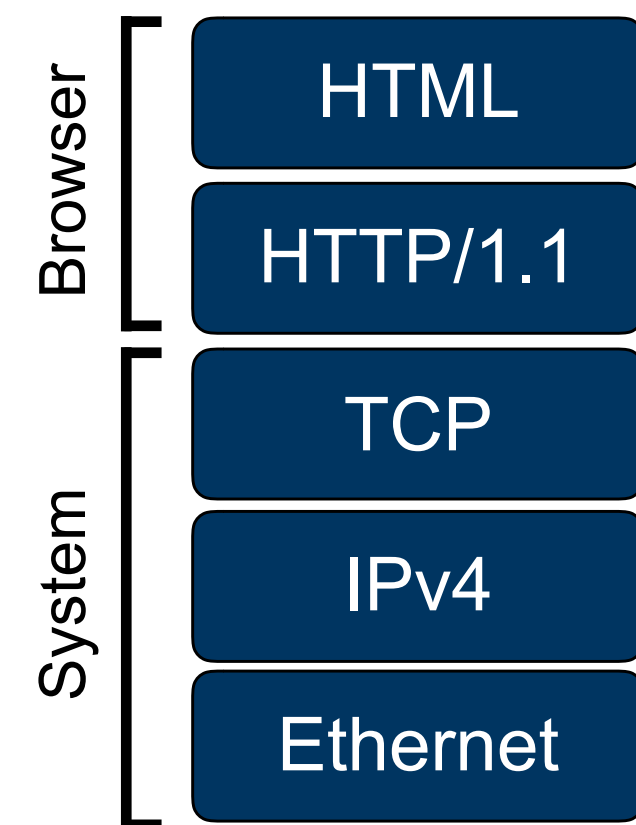 Browser
HTML
HTTP/1.1
System
TCP
IPv4
Ethernet